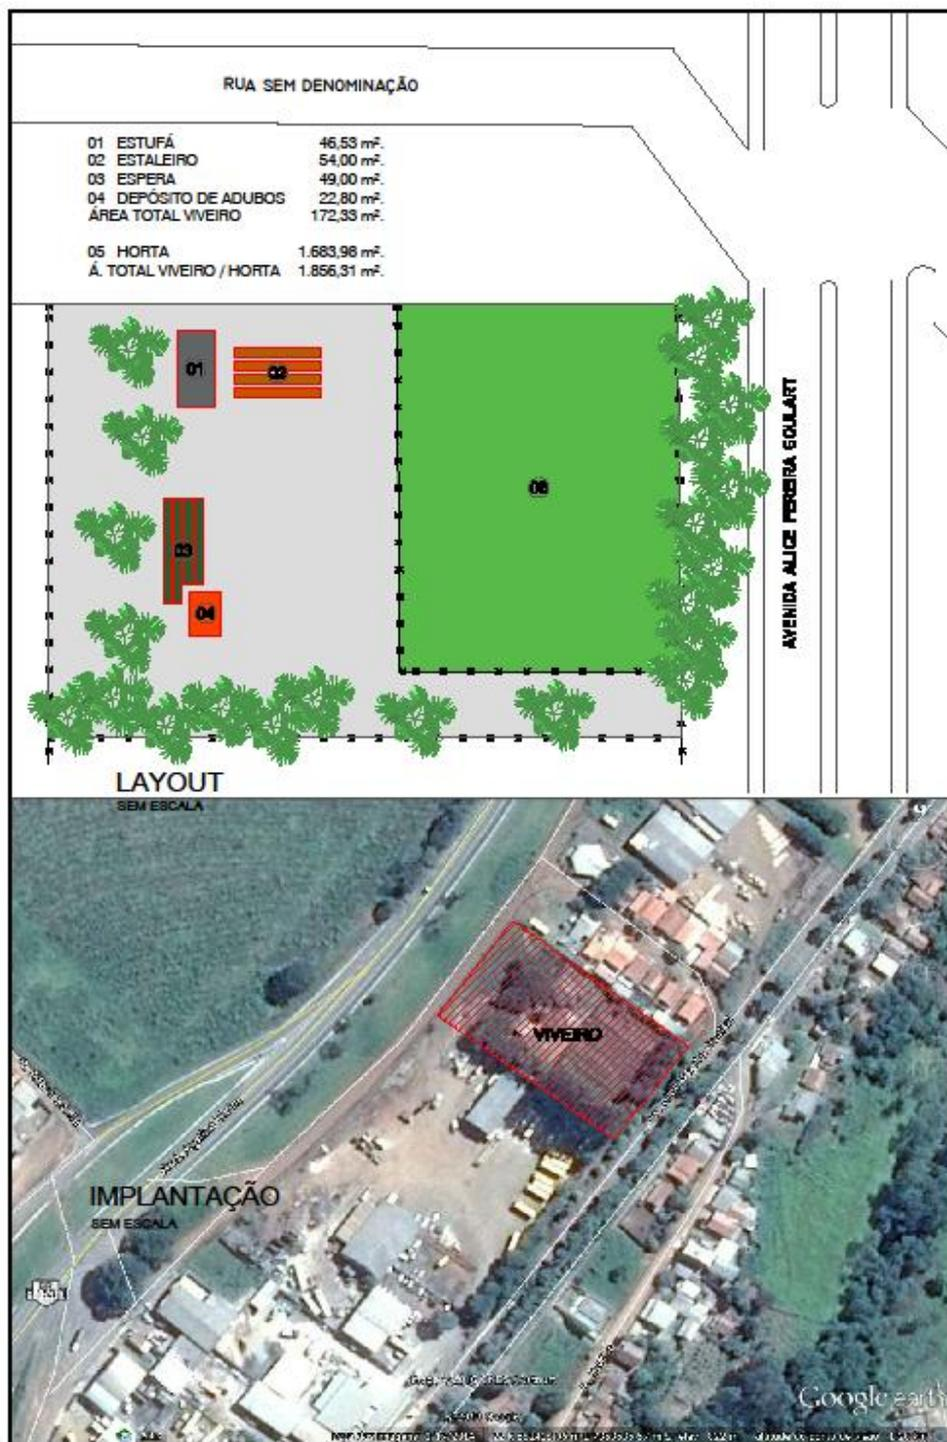 RUA SEM DENOMINAÇÃO
01 ESTUFÁ 46,53 m².
02 ESTALEIRO 54,00 m².
03 ESPERA 49,00 m².
04 DEPÓSITO DE ADUBOS 22,80 m².
ÁREA TOTAL VIVEIRO 172,33 m².
05 HORTA 1.683,98 m².
Á. TOTAL VIVEIRO / HORTA 1.856,31 m².
01
02
03
04
AVENIDA ALICE PEREIRA GOULART
LAYOUT
SEM ESCALA
VIVEIRO
IMPLANTAÇÃO
SEM ESCALA
Google earth